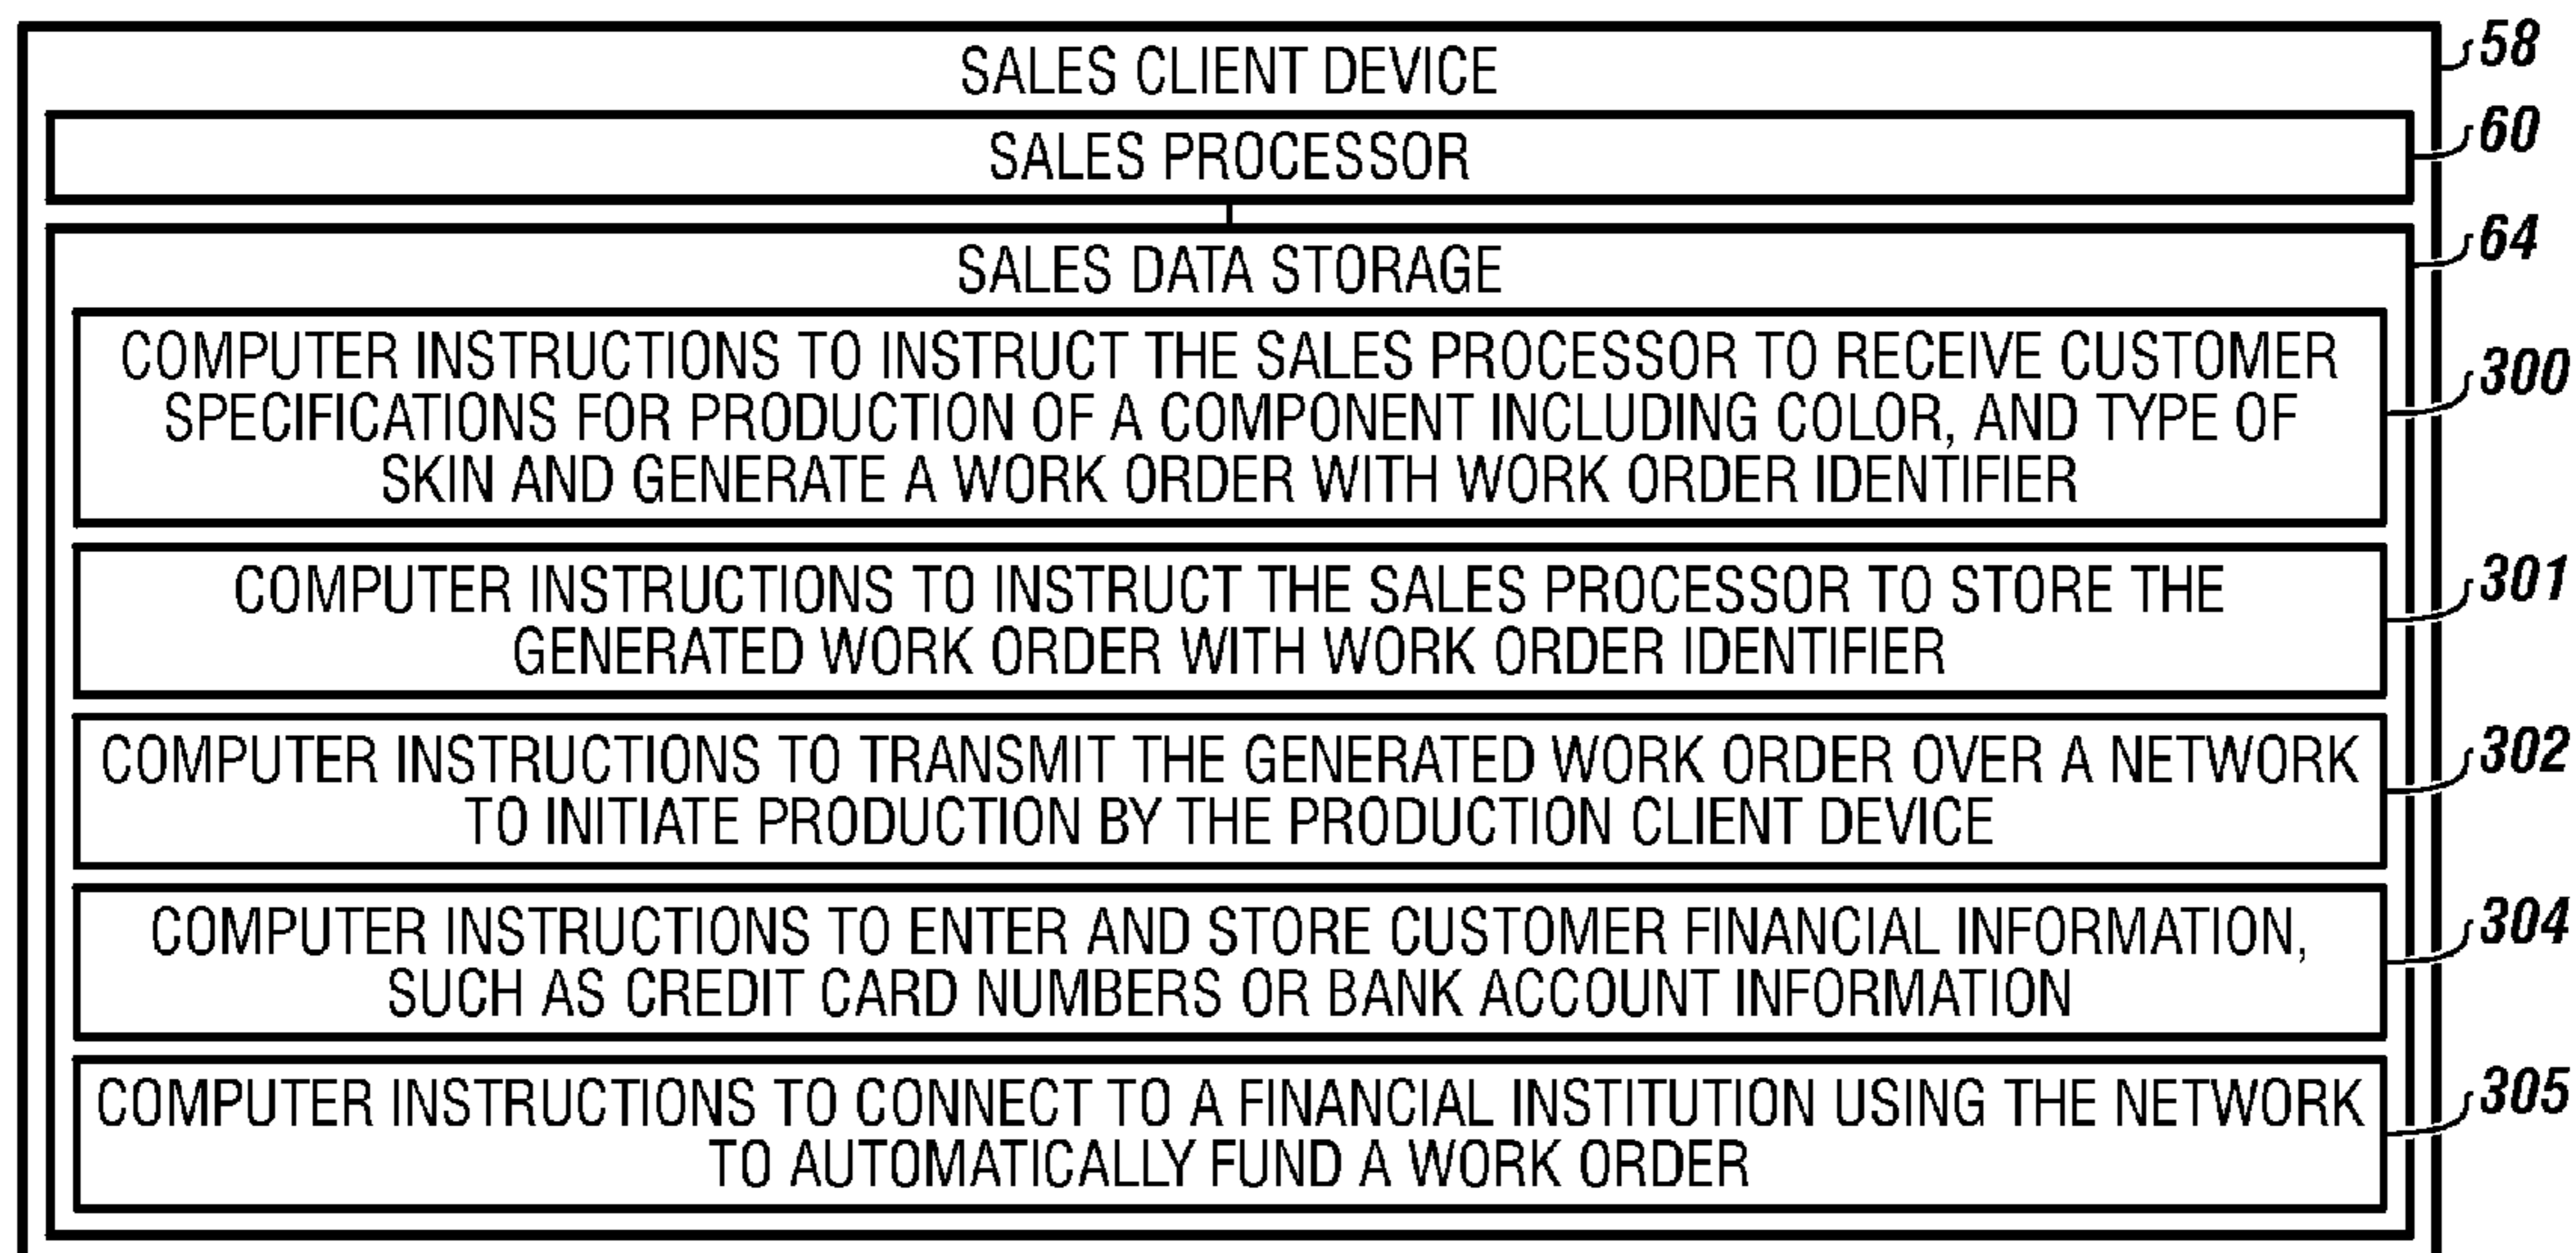 SALES CLIENT DEVICE
58
SALES PROCESSOR
60
SALES DATA STORAGE
64
COMPUTER INSTRUCTIONS TO INSTRUCT THE SALES PROCESSOR TO RECEIVE CUSTOMER
SPECIFICATIONS FOR PRODUCTION OF A COMPONENT INCLUDING COLOR, AND TYPE OF
SKIN AND GENERATE A WORK ORDER WITH WORK ORDER IDENTIFIER
300
COMPUTER INSTRUCTIONS TO INSTRUCT THE SALES PROCESSOR TO STORE THE
GENERATED WORK ORDER WITH WORK ORDER IDENTIFIER
301
COMPUTER INSTRUCTIONS TO TRANSMIT THE GENERATED WORK ORDER OVER A NETWORK
TO INITIATE PRODUCTION BY THE PRODUCTION CLIENT DEVICE
302
COMPUTER INSTRUCTIONS TO ENTER AND STORE CUSTOMER FINANCIAL INFORMATION,
SUCH AS CREDIT CARD NUMBERS OR BANK ACCOUNT INFORMATION
304
COMPUTER INSTRUCTIONS TO CONNECT TO A FINANCIAL INSTITUTION USING THE NETWORK
TO AUTOMATICALLY FUND A WORK ORDER
305